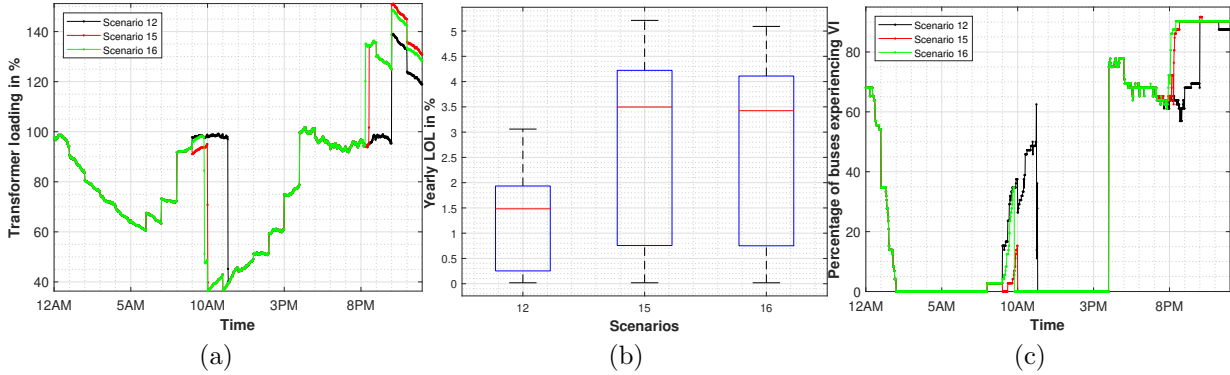 Transformer loading in %
140
120
100
80
60
40
Scenario 12
Scenario 15
Scenario 16
12AM 5AM 10AM 3PM 8PM
Time
(a)
Yearly LOL in %
5
4.5
4
3.5
3
2.5
2
1.5
1
0.5
0
12 15 16
Scenarios
(b)
Percentage of buses experiencing VI
80
60
40
20
0
Scenario 12
Scenario 15
Scenario 16
12AM 5AM 10AM 3PM 8PM
Time
(c)